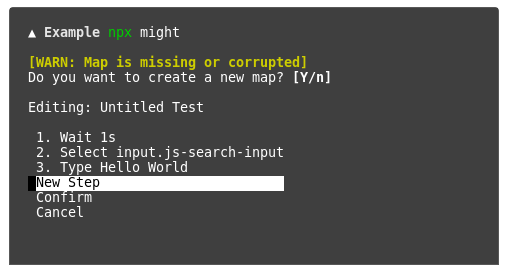 ▲ Example npx might
[WARN: Map is missing or corrupted]
Do you want to create a new map? [Y/n]
Editing: Untitled Test
1. Wait 1s
2. Select input.js-search-input
3. Type Hello World
New Step
Confirm
Cancel